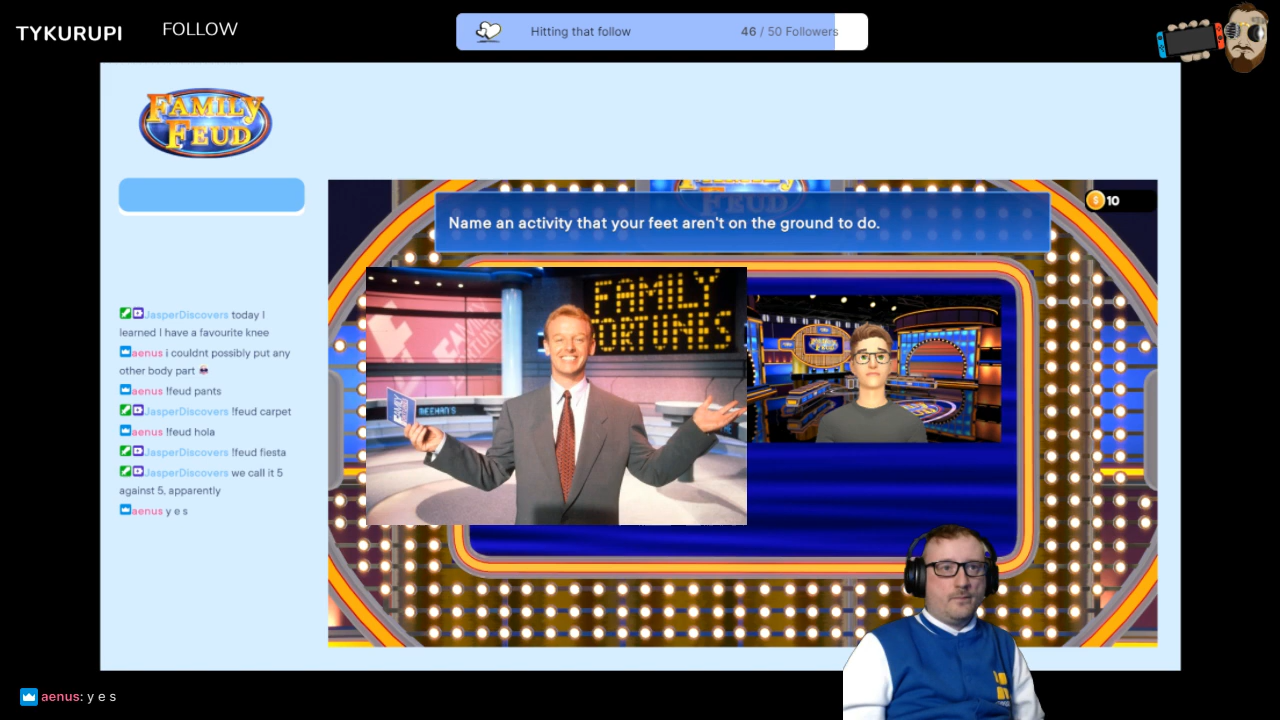 TYKURUPI
FOLLOW
Hitting that follow
46 / 50 Followers
FAMILY
FEUD
Name an activity that your feet aren't on the ground to do.
10
FAMILY
FORTUNES
MEEHAN'S
JasperDiscovers today I
learned I have a favourite knee
aenus i couldnt possibly put any
other body part
aenus !feud pants
JasperDiscovers !feud carpet
aenus !feud hola
JasperDiscovers !feud fiesta
JasperDiscovers we call it 5
against 5, apparently
aenus y e s
aenus: y e s